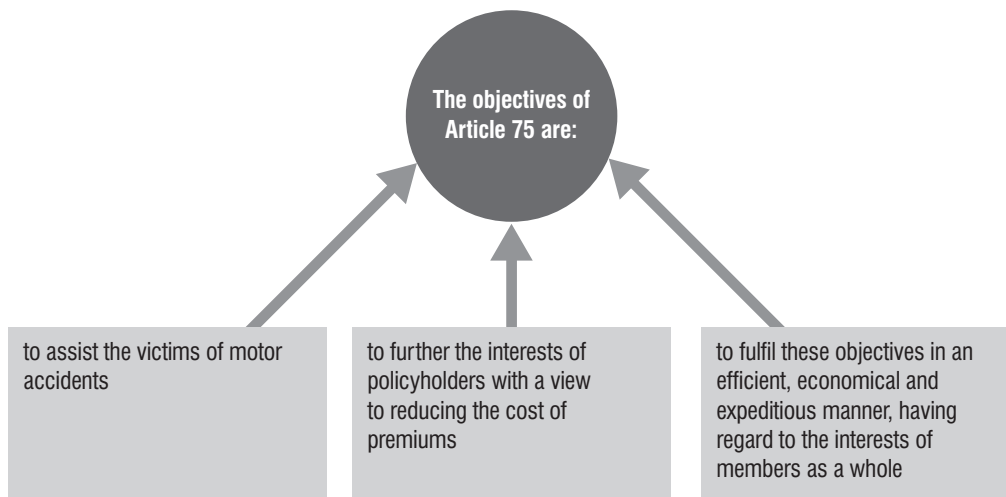 The objectives of
Article 75 are:
to assist the victims of motor
accidents
to further the interests of
policyholders with a view
to reducing the cost of
premiums
to fulfil these objectives in an
efficient, economical and
expeditious manner, having
regard to the interests of
members as a whole